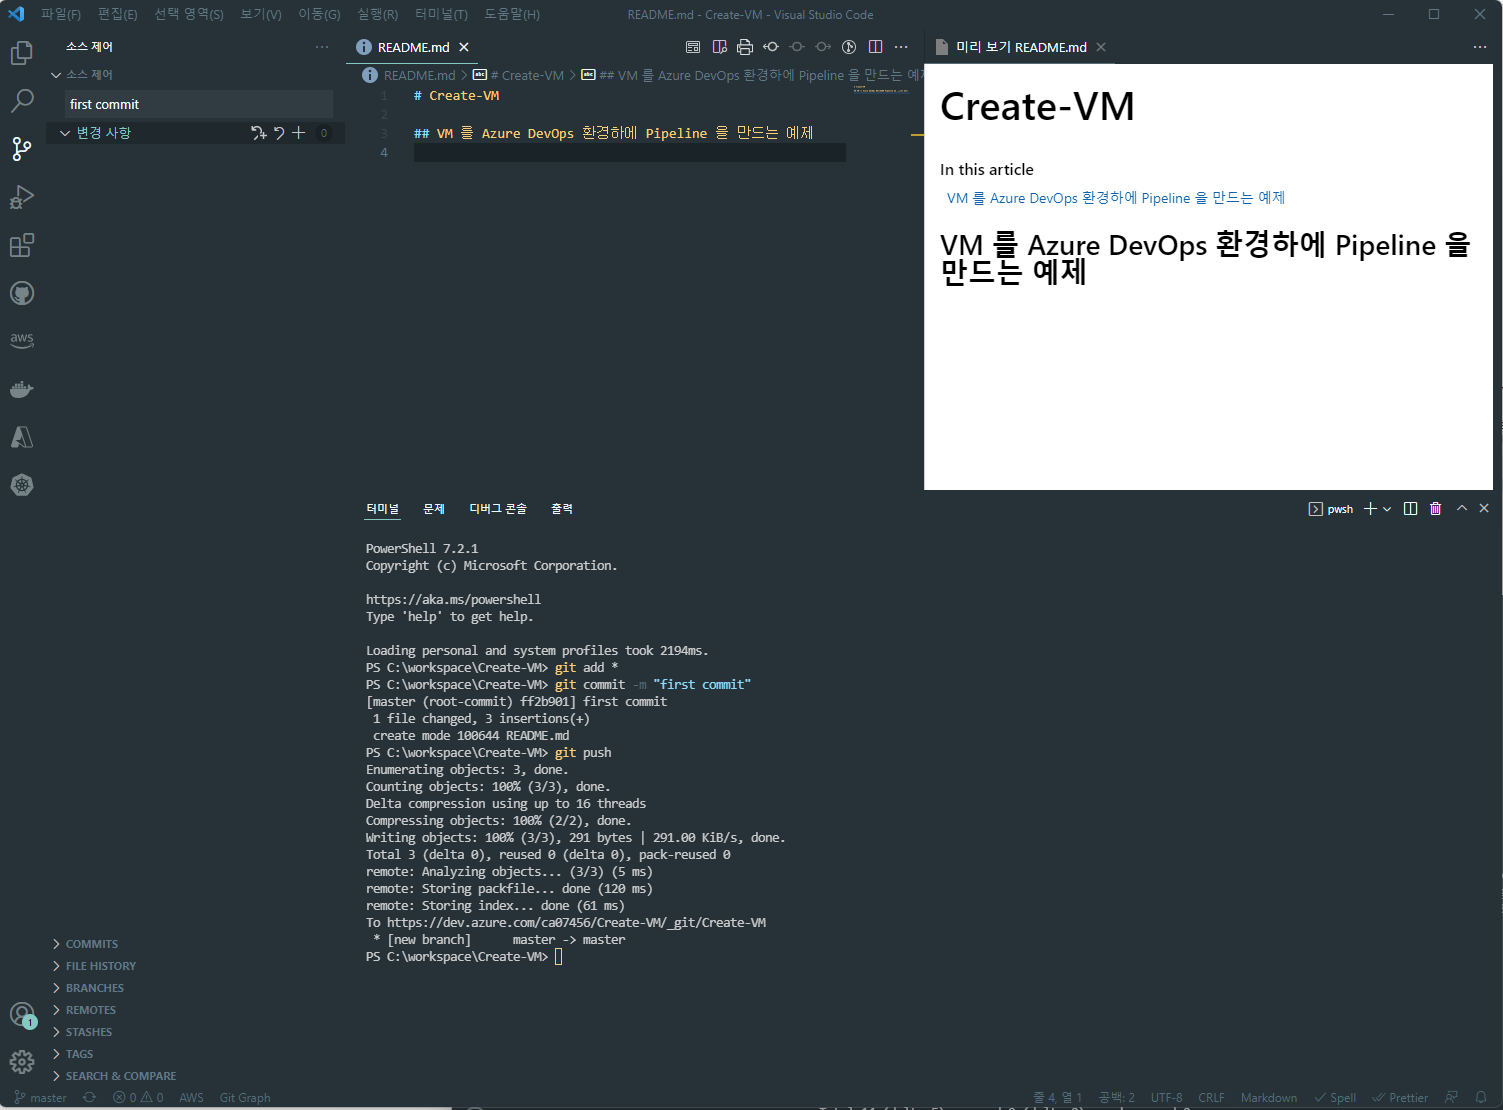 파일(F) 편집(E) 선택 영역(S) 보기(V) 이동(G) 실행(R) 터미널(T) 도움말(H) README.md - Create-VM - Visual Studio Code
소스 제어
소스 제어
first commit
변경 사항 0
aws
1
COMMITS
FILE HISTORY
BRANCHES
REMOTES
STASHES
TAGS
SEARCH & COMPARE
README.md
README.md > # Create-VM > ## VM 를 Azure DevOps 환경하에 Pipeline 을 만드는 예제
1 # Create-VM
2
3 ## VM 를 Azure DevOps 환경하에 Pipeline 을 만드는 예제
4
미리 보기 README.md
Create-VM
In this article
VM 를 Azure DevOps 환경하에 Pipeline 을 만드는 예제
VM 를 Azure DevOps 환경하에 Pipeline 을
만드는 예제
터미널 문제 디버그 콘솔 출력 pwsh
PowerShell 7.2.1
Copyright (c) Microsoft Corporation.
https://aka.ms/powershell
Type 'help' to get help.
Loading personal and system profiles took 2194ms.
PS C:\workspace\Create-VM> git add *
PS C:\workspace\Create-VM> git commit -m "first commit"
[master (root-commit) ff2b901] first commit
1 file changed, 3 insertions(+)
create mode 100644 README.md
PS C:\workspace\Create-VM> git push
Enumerating objects: 3, done.
Counting objects: 100% (3/3), done.
Delta compression using up to 16 threads
Compressing objects: 100% (2/2), done.
Writing objects: 100% (3/3), 291 bytes | 291.00 KiB/s, done.
Total 3 (delta 0), reused 0 (delta 0), pack-reused 0
remote: Analyzing objects... (3/3) (5 ms)
remote: Storing packfile... done (120 ms)
remote: Storing index... done (61 ms)
To https://dev.azure.com/ca07456/Create-VM/_git/Create-VM
* [new branch] master -> master
PS C:\workspace\Create-VM>
master 0 0 AWS Git Graph 줄 4, 열 1 공백: 2 UTF-8 CRLF Markdown Spell Prettier